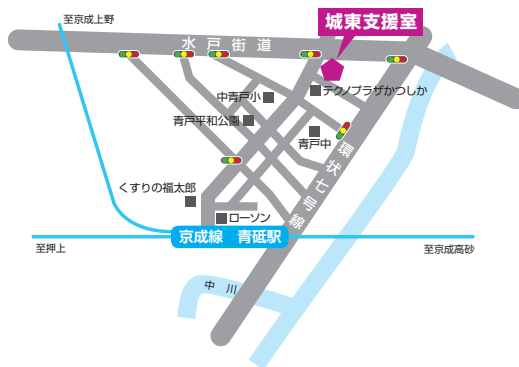 至京成上野
城東支援室
水戸街道
テクノプラザかつしか
中青戸小
青戸平和公園
青戸中
環状七号線
くすりの福太郎
ローソン
京成線　青砥駅
至押上
至京成高砂
中川